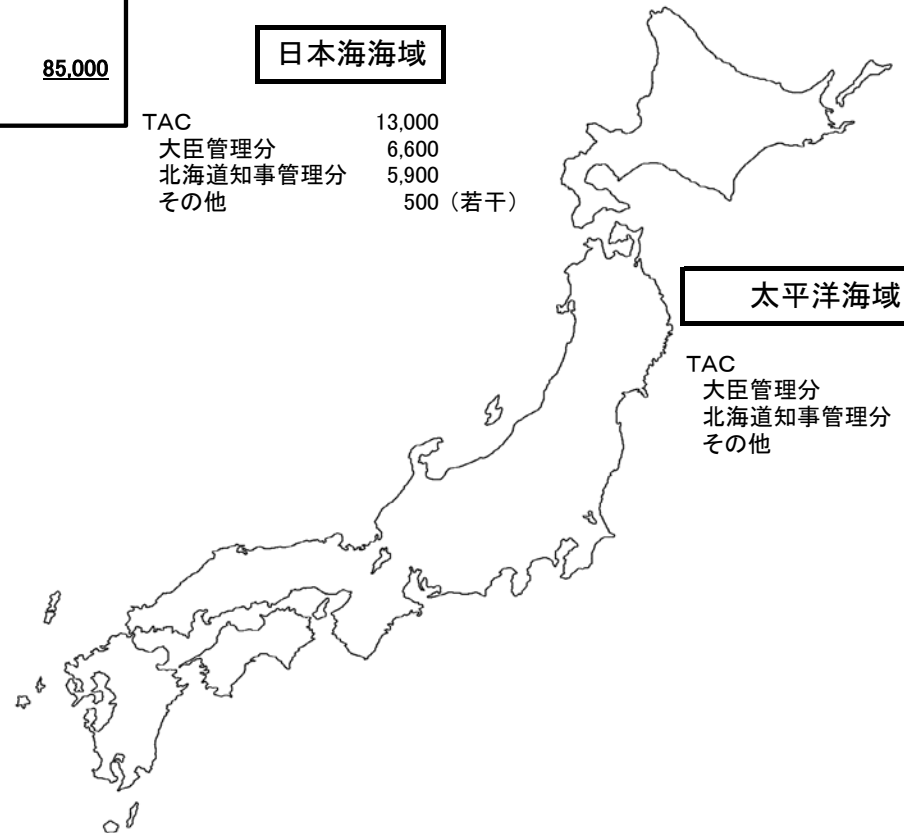 85,000
日本海海域
TAC 13,000
大臣管理分 6,600
北海道知事管理分 5,900
その他 500（若干）
太平洋海域
TAC
大臣管理分
北海道知事管理分
その他